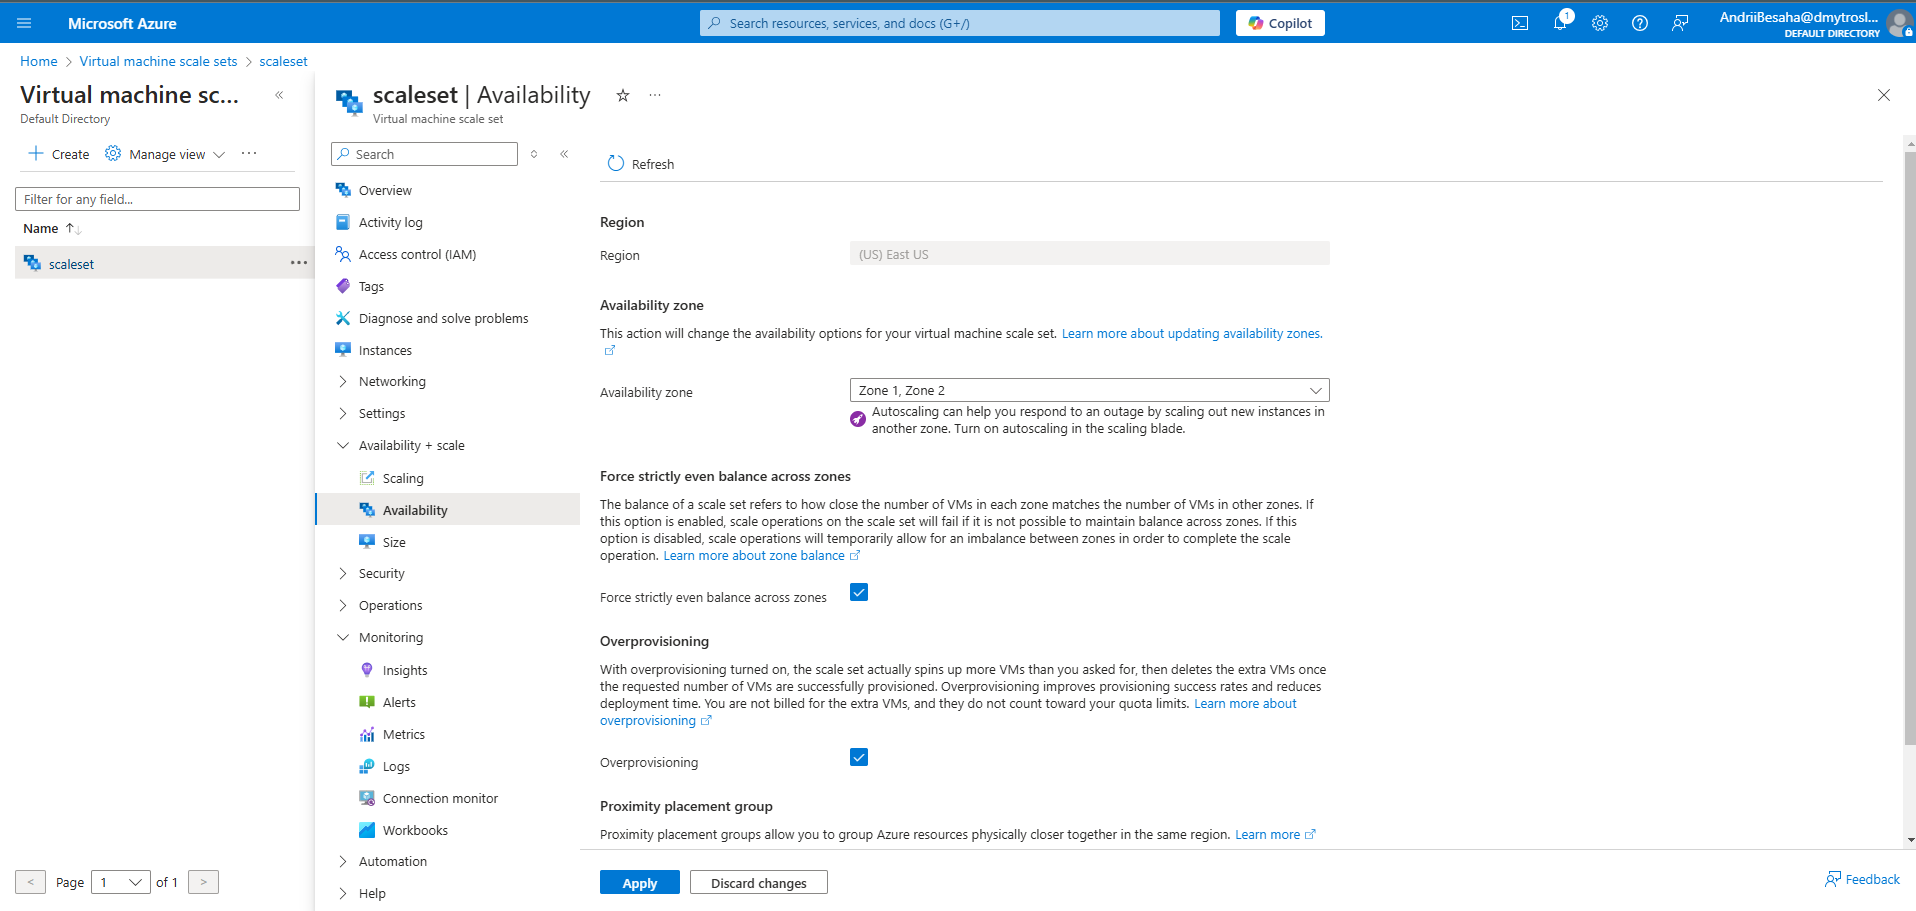 Microsoft Azure
Search resources, services, and docs (G+/)
Copilot
1
AndriiBesaha@dmytrosl...
DEFAULT DIRECTORY
Home > Virtual machine scale sets > scaleset
Virtual machine sc...
Default Directory
Create
Manage view
Filter for any field...
Name
scaleset
Page 1 of 1
scaleset | Availability
Virtual machine scale set
Search
Overview
Activity log
Access control (IAM)
Tags
Diagnose and solve problems
Instances
Networking
Settings
Availability + scale
Scaling
Availability
Size
Security
Operations
Monitoring
Insights
Alerts
Metrics
Logs
Connection monitor
Workbooks
Automation
Help
Refresh
Region
Region (US) East US
Availability zone
This action will change the availability options for your virtual machine scale set. Learn more about updating availability zones.
Availability zone Zone 1, Zone 2
Autoscaling can help you respond to an outage by scaling out new instances in
another zone. Turn on autoscaling in the scaling blade.
Force strictly even balance across zones
The balance of a scale set refers to how close the number of VMs in each zone matches the number of VMs in other zones. If
this option is enabled, scale operations on the scale set will fail if it is not possible to maintain balance across zones. If this
option is disabled, scale operations will temporarily allow for an imbalance between zones in order to complete the scale
operation. Learn more about zone balance
Force strictly even balance across zones
Overprovisioning
With overprovisioning turned on, the scale set actually spins up more VMs than you asked for, then deletes the extra VMs once
the requested number of VMs are successfully provisioned. Overprovisioning improves provisioning success rates and reduces
deployment time. You are not billed for the extra VMs, and they do not count toward your quota limits. Learn more about
overprovisioning
Overprovisioning
Proximity placement group
Proximity placement groups allow you to group Azure resources physically closer together in the same region. Learn more
Apply
Discard changes
Feedback